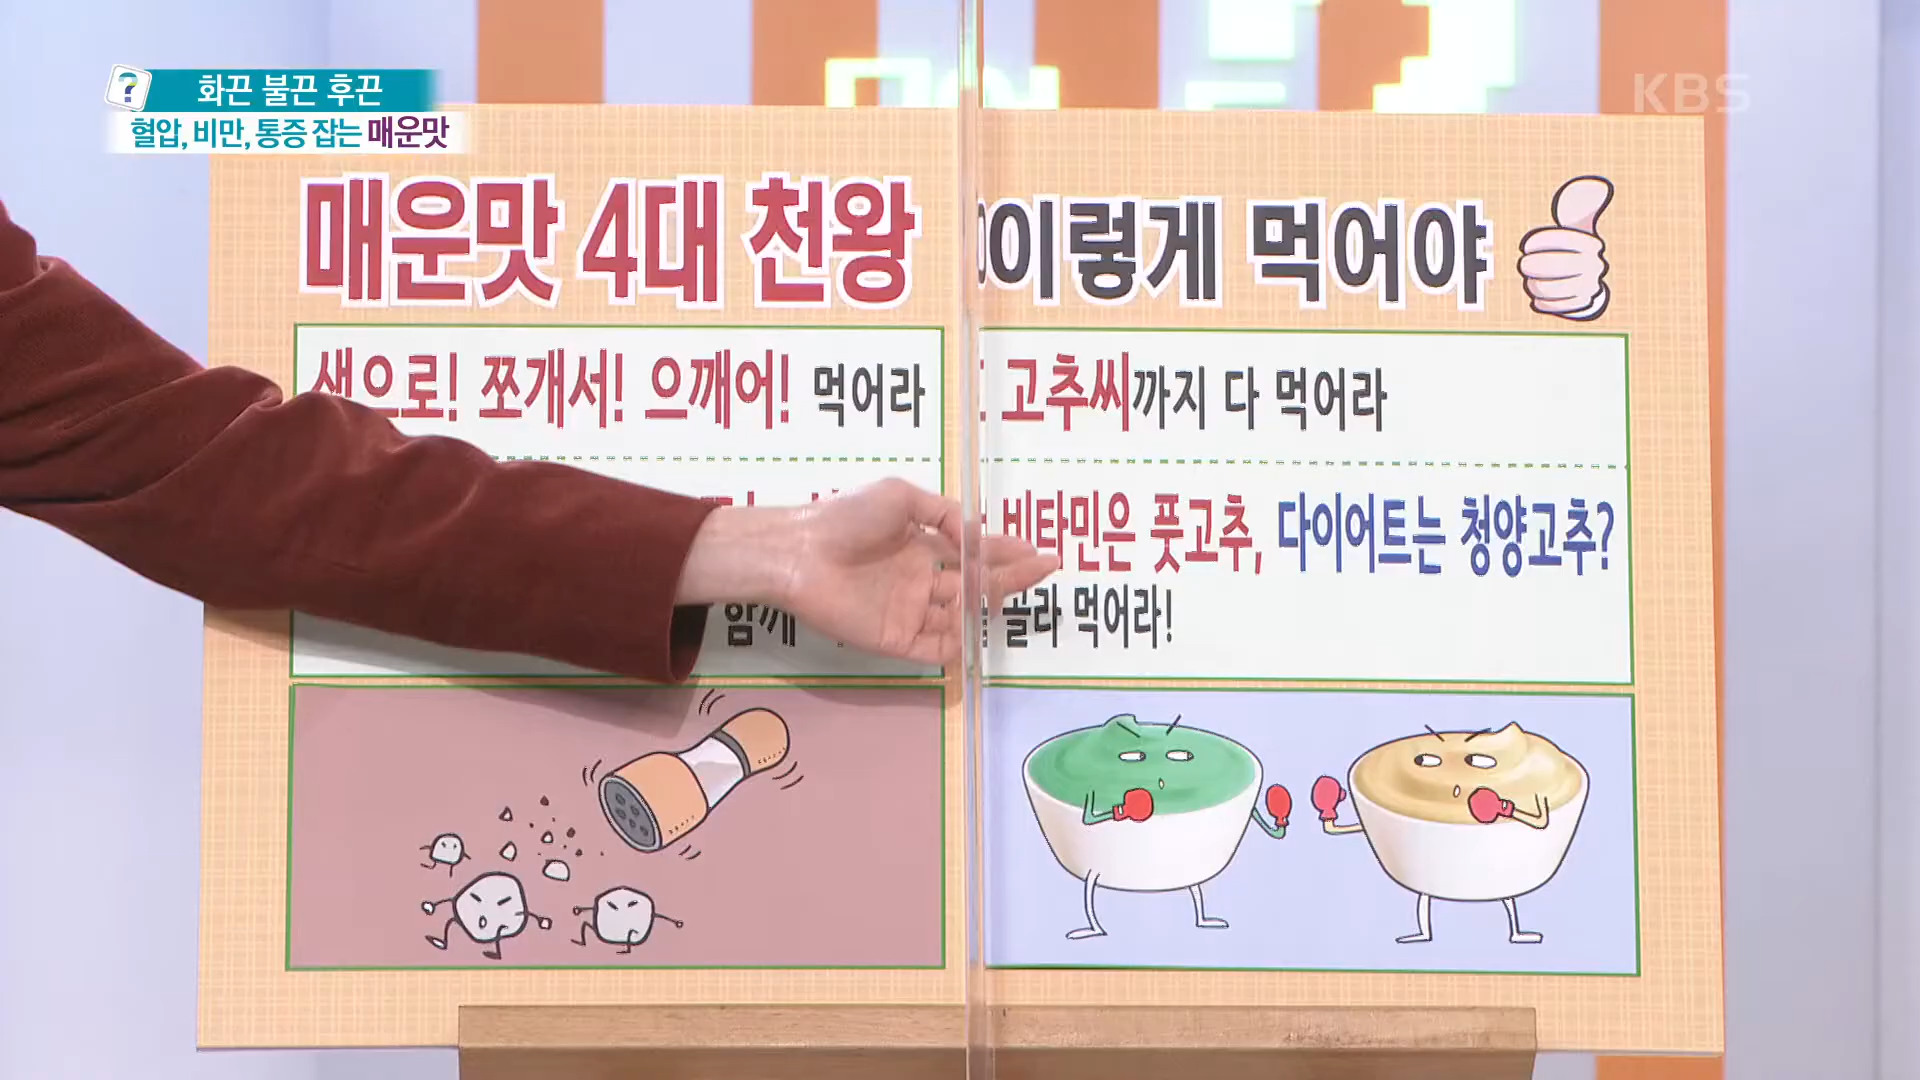 화끈 불끈 후끈
혈압, 비만, 통증 잡는 매운맛
KBS
매운맛 4대 천왕 이렇게 먹어야
생으로! 쪼개서! 으깨어! 먹어라
고추씨까지 다 먹어라
비타민은 풋고추, 다이어트는 청양고추?
함께
골라 먹어라!